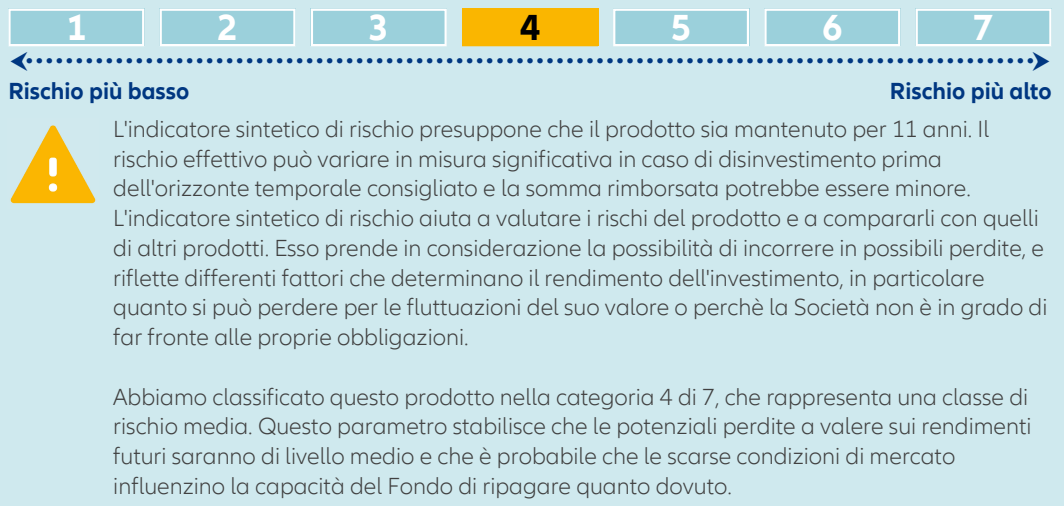 1 2 3 4 5 6 7
Rischio più basso Rischio più alto
L'indicatore sintetico di rischio presuppone che il prodotto sia mantenuto per 11 anni. Il
rischio effettivo può variare in misura significativa in caso di disinvestimento prima
dell'orizzonte temporale consigliato e la somma rimborsata potrebbe essere minore.
L'indicatore sintetico di rischio aiuta a valutare i rischi del prodotto e a compararli con quelli
di altri prodotti. Esso prende in considerazione la possibilità di incorrere in possibili perdite, e
riflette differenti fattori che determinano il rendimento dell'investimento, in particolare
quanto si può perdere per le fluttuazioni del suo valore o perchè la Società non è in grado di
far fronte alle proprie obbligazioni.
Abbiamo classificato questo prodotto nella categoria 4 di 7, che rappresenta una classe di
rischio media. Questo parametro stabilisce che le potenziali perdite a valere sui rendimenti
futuri saranno di livello medio e che è probabile che le scarse condizioni di mercato
influenzino la capacità del Fondo di ripagare quanto dovuto.